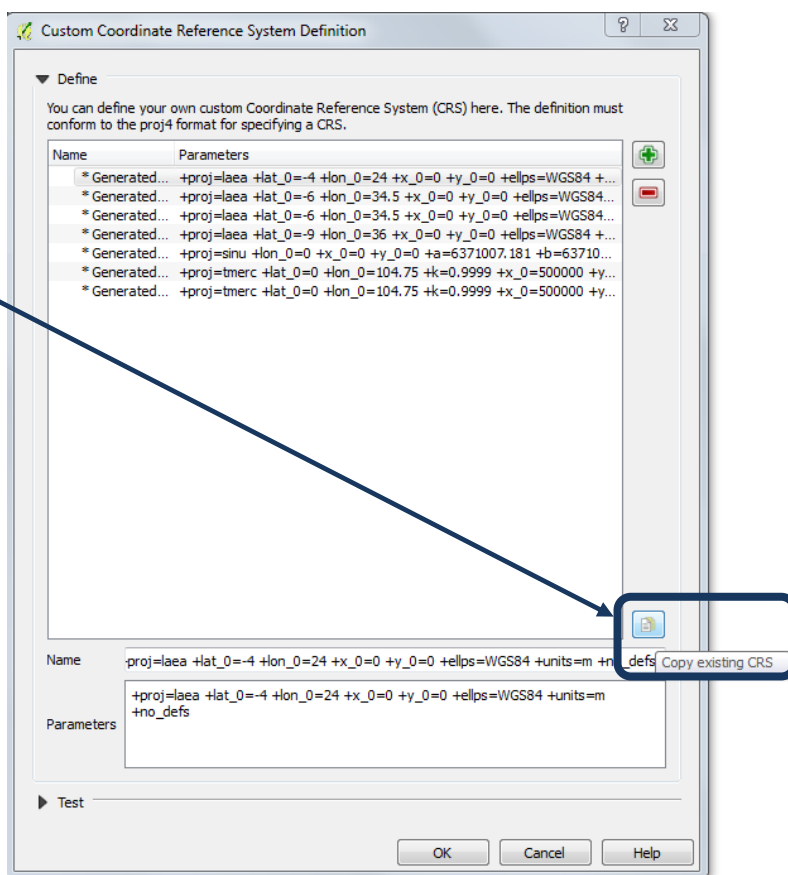 Custom Coordinate Reference System Definition
Define
You can define your own custom Coordinate Reference System (CRS) here. The definition must
conform to the proj4 format for specifying a CRS.
Name Parameters
* Generated... +proj=laea +lat_0=-4 +lon_0=24 +x_0=0 +y_0=0 +ellps=WGS84 +...
* Generated... +proj=laea +lat_0=-6 +lon_0=34.5 +x_0=0 +y_0=0 +ellps=WGS84...
* Generated... +proj=laea +lat_0=-6 +lon_0=34.5 +x_0=0 +y_0=0 +ellps=WGS84...
* Generated... +proj=laea +lat_0=-9 +lon_0=36 +x_0=0 +y_0=0 +ellps=WGS84 +...
* Generated... +proj=sinu +lon_0=0 +x_0=0 +y_0=0 +a=6371007.181 +b=63710...
* Generated... +proj=tmerc +lat_0=0 +lon_0=104.75 +k=0.9999 +x_0=500000 +y...
* Generated... +proj=tmerc +lat_0=0 +lon_0=104.75 +k=0.9999 +x_0=500000 +y...
Name proj=laea +lat_0=-4 +lon_0=24 +x_0=0 +y_0=0 +ellps=WGS84 +units=m +no_defs
Copy existing CRS
+proj=laea +lat_0=-4 +lon_0=24 +x_0=0 +y_0=0 +ellps=WGS84 +units=m
+no_defs
Parameters
Test
OK Cancel Help